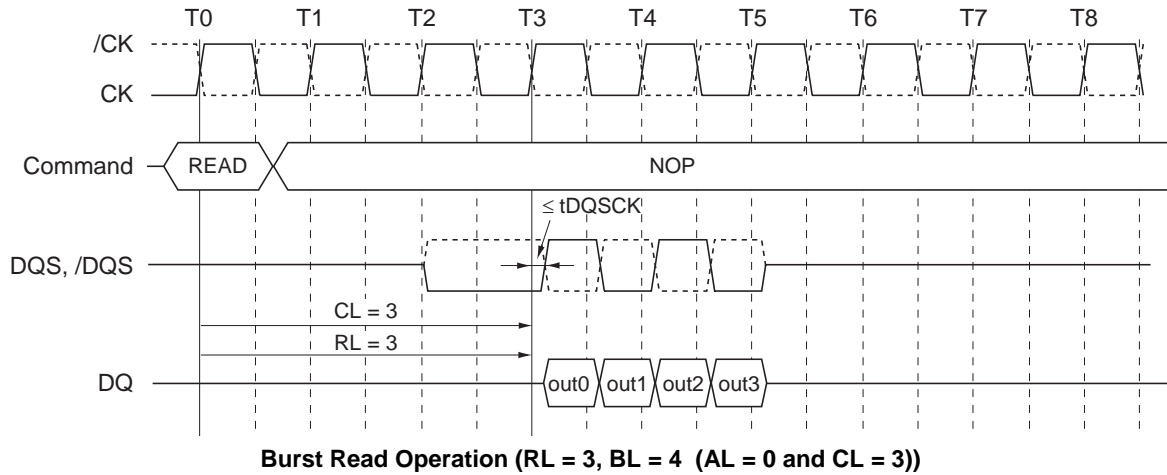 T0 T1 T2 T3 T4 T5 T6 T7 T8
/CK
CK
Command READ NOP
≤ tDQSCK
DQS, /DQS
CL = 3
RL = 3
DQ out0 out1 out2 out3
Burst Read Operation (RL = 3, BL = 4 (AL = 0 and CL = 3))